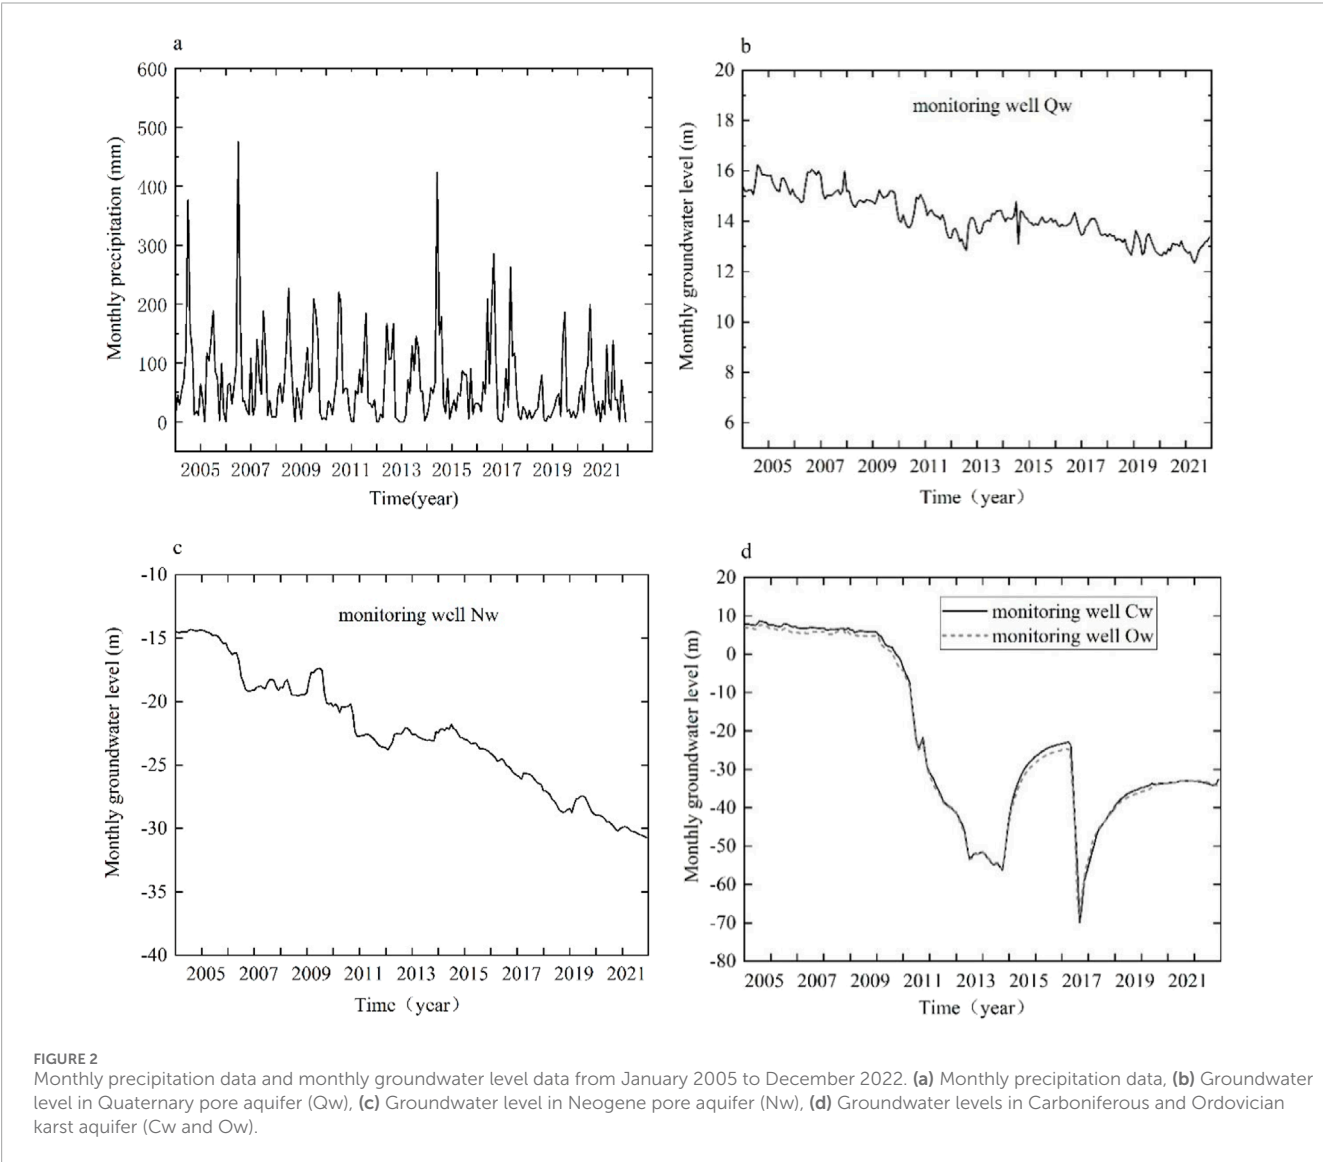 a
600
500
400
300
200
100
0
Monthly precipitation (mm)
2005 2007 2009 2011 2013 2015 2017 2019 2021
Time(year)
b
20
18
16
14
12
10
8
6
Monthly groundwater level (m)
monitoring well Qw
2005 2007 2009 2011 2013 2015 2017 2019 2021
Time（year）
c
-10
-15
-20
-25
-30
-35
-40
Monthly groundwater level (m)
monitoring well Nw
2005 2007 2009 2011 2013 2015 2017 2019 2021
Time（year）
d
20
10
0
-10
-20
-30
-40
-50
-60
-70
-80
Monthly groundwater level (m)
monitoring well Cw
monitoring well Ow
2005 2007 2009 2011 2013 2015 2017 2019 2021
Time（year）
FIGURE 2
Monthly precipitation data and monthly groundwater level data from January 2005 to December 2022. (a) Monthly precipitation data, (b) Groundwater
level in Quaternary pore aquifer (Qw), (c) Groundwater level in Neogene pore aquifer (Nw), (d) Groundwater levels in Carboniferous and Ordovician
karst aquifer (Cw and Ow).